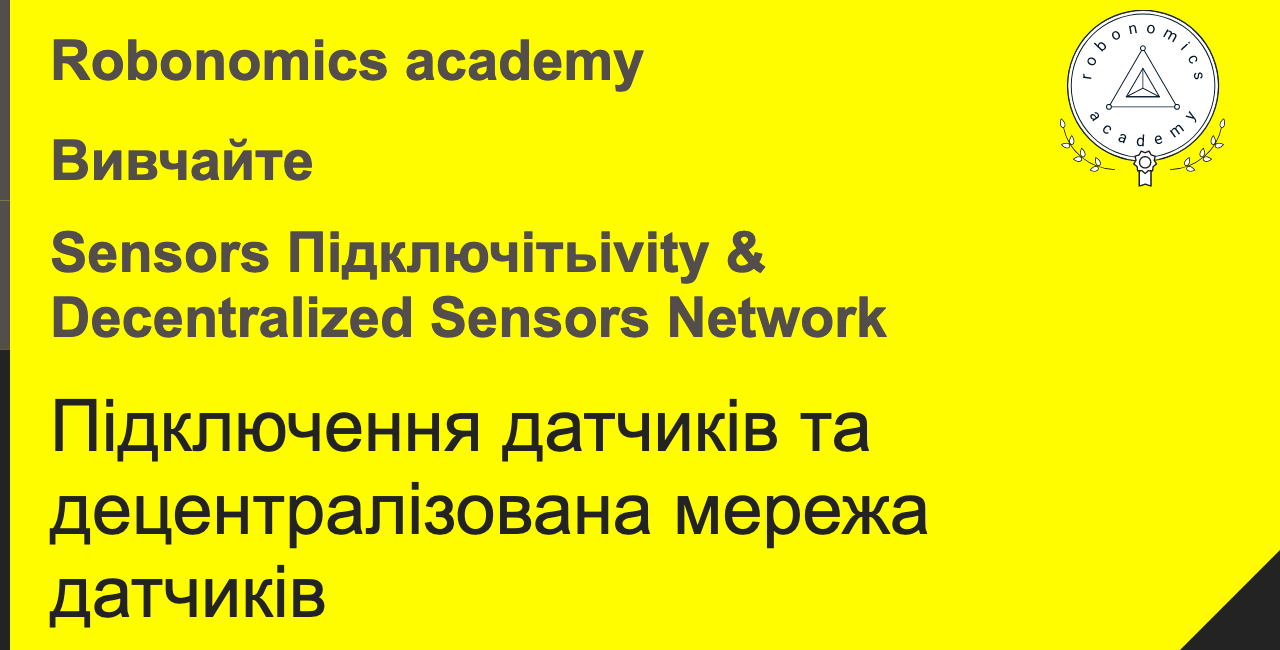 Robonomics academy
Вивчайте
Sensors Підключітьivity &
Decentralized Sensors Network
Підключення датчиків та
децентралізована мережа
датчиків
robonomics
academy